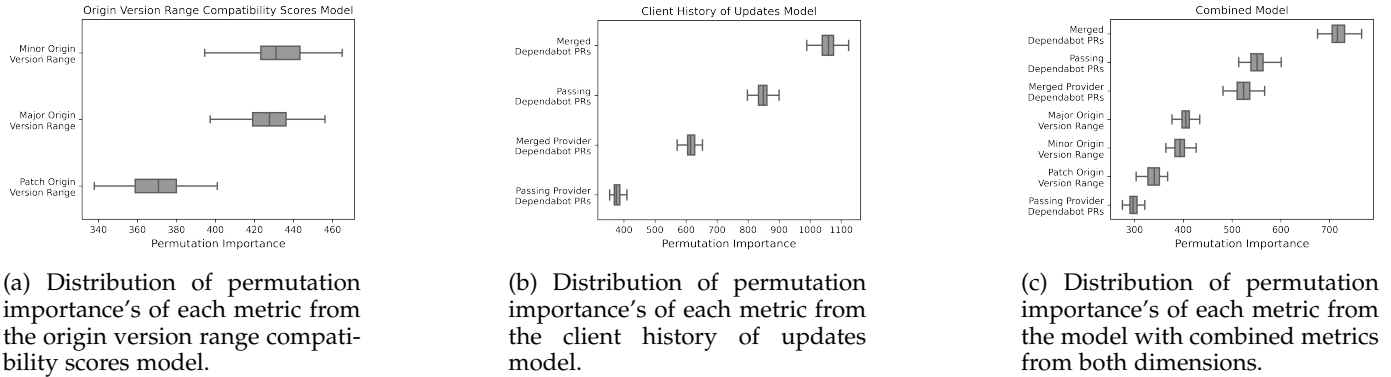 Origin Version Range Compatibility Scores Model
Minor Origin
Version Range
Major Origin
Version Range
Patch Origin
Version Range
340 360 380 400 420 440 460
Permutation Importance
(a) Distribution of permutation
importance's of each metric from
the origin version range compati-
bility scores model.
Client History of Updates Model
Merged
Dependabot PRs
Passing
Dependabot PRs
Merged Provider
Dependabot PRs
Passing Provider
Dependabot PRs
400 500 600 700 800 900 1000 1100
Permutation Importance
(b) Distribution of permutation
importance's of each metric from
the client history of updates
model.
Combined Model
Merged
Dependabot PRs
Passing
Dependabot PRs
Merged Provider
Dependabot PRs
Major Origin
Version Range
Minor Origin
Version Range
Patch Origin
Version Range
Passing Provider
Dependabot PRs
300 400 500 600 700
Permutation Importance
(c) Distribution of permutation
importance's of each metric from
the model with combined metrics
from both dimensions.